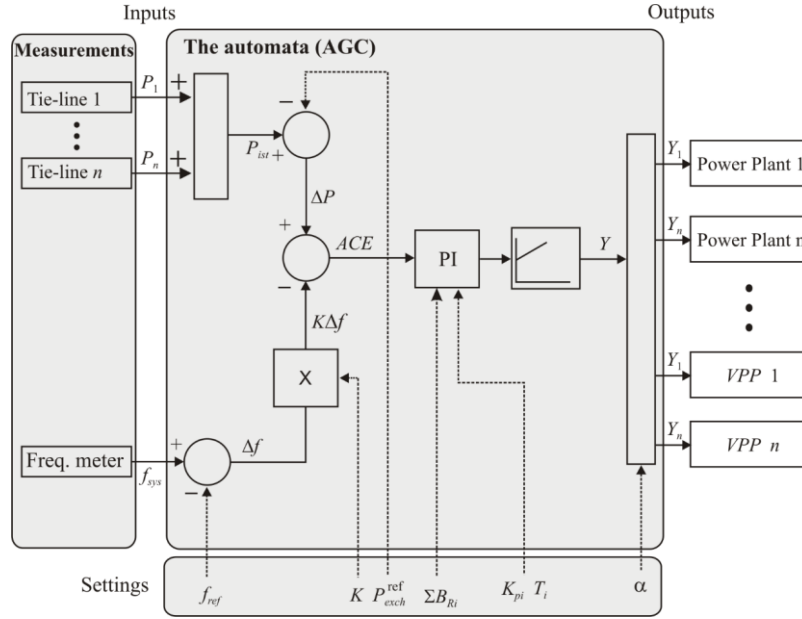 Inputs
Outputs
Measurements
The automata (AGC)
Tie-line 1
P1
+
Tie-line n
Pn
+
Pist +
−
ΔP
+
−
ACE
KΔf
X
PI
Y
Y1
Power Plant 1
Yn
Power Plant n
Y1
VPP 1
Yn
VPP n
Freq. meter
fsys
+
−
Δf
Settings
fref
K
P ref exch
ΣBRi
Kpi Ti
α